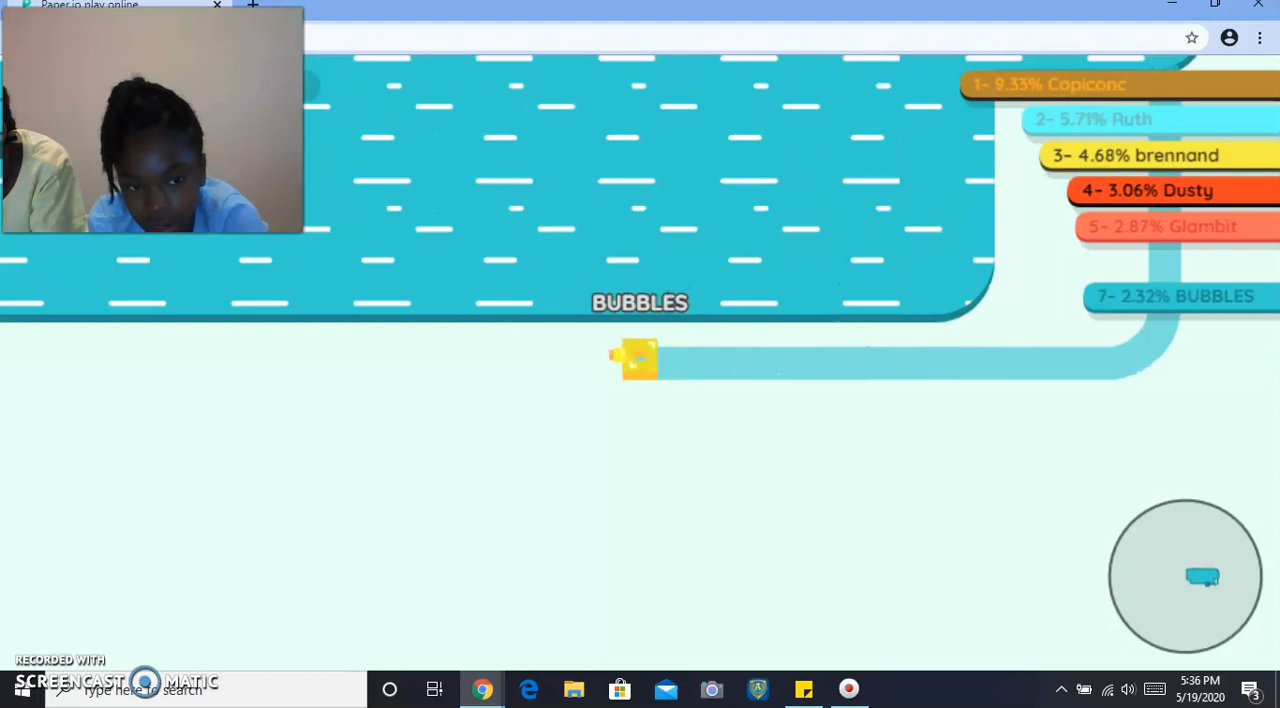 Paper.io play online
1- 9.33% Copiconc
2- 5.71% Ruth
3- 4.68% brennand
4- 3.06% Dusty
5- 2.87% Glambit
7- 2.32% BUBBLES
BUBBLES
RECORDED WITH
SCREENCAST MATIC
Type here to search
5:36 PM
5/19/2020
3